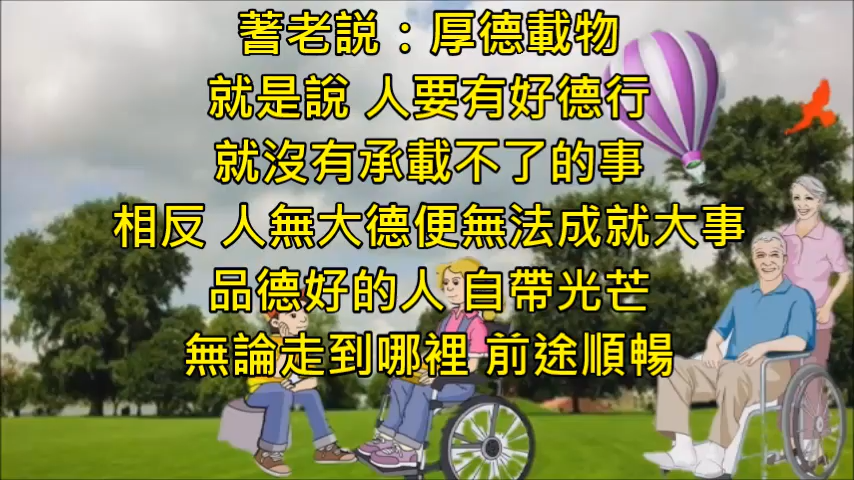 蓍老説：厚德載物
就是說 人要有好德行
就沒有承載不了的事
相反 人無大德便無法成就大事
品德好的人 自帶光芒
無論走到哪裡 前途順暢